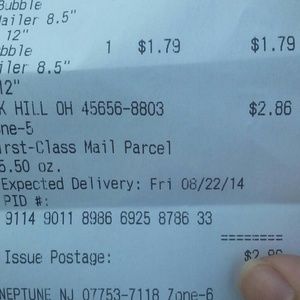 Bubble
Mailer 8.5"
12"
bble 1 $1.79 $1.79
iler 8.5"
12"
K HILL OH 45656-8803 $2.86
ne-5
irst-Class Mail Parcel
6.50 oz.
Expected Delivery: Fri 08/22/14
PID #:
9114 9011 8986 6925 8786 33
========
Issue Postage: $2.86
NEPTUNE NJ 07753-7118 Zone-6